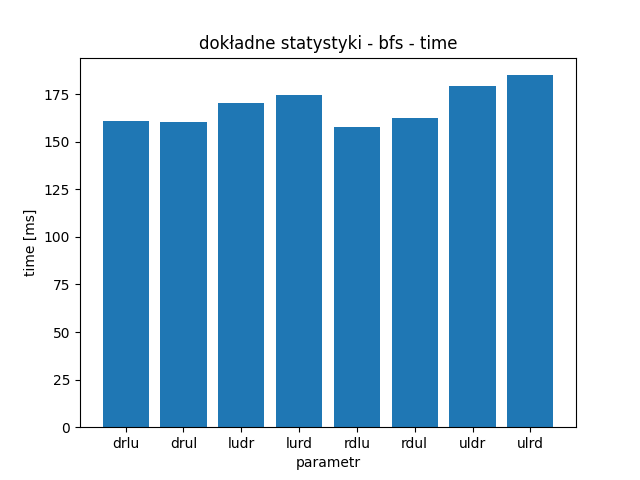 dokładne statystyki - bfs - time
175
150
125
100
75
50
25
0
time [ms]
drlu drul ludr lurd rdlu rdul uldr ulrd
parametr